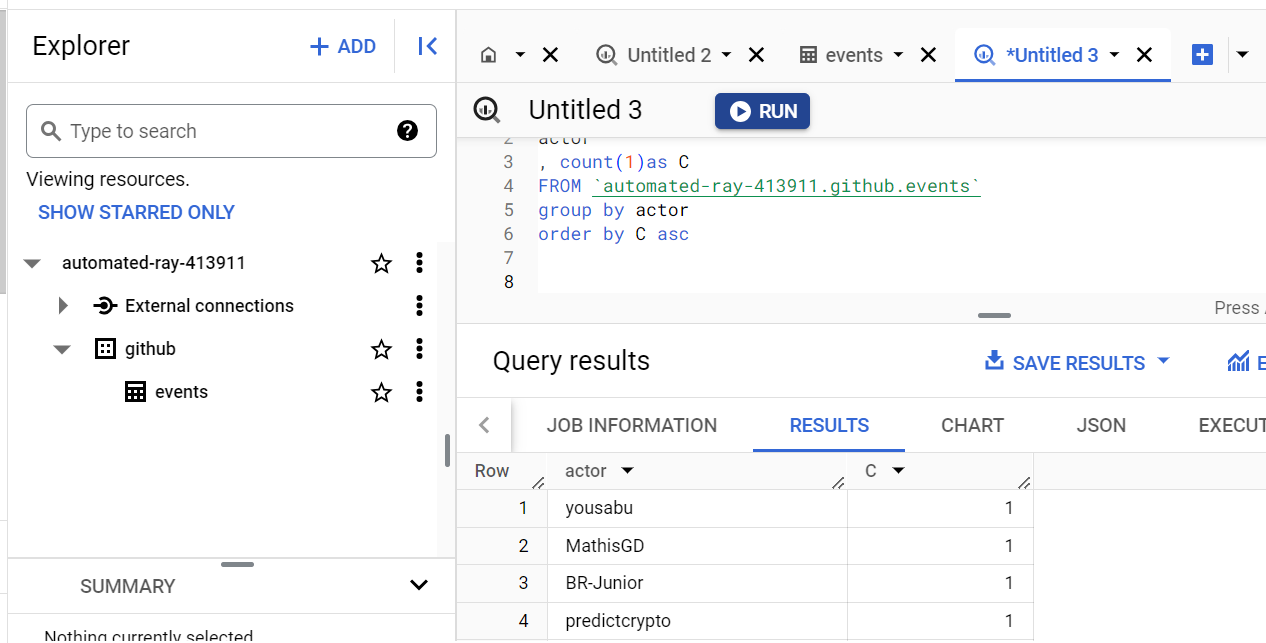 Explorer
+ ADD
Type to search
Viewing resources.
SHOW STARRED ONLY
automated-ray-413911
External connections
github
events
SUMMARY
Nothing currently selected
Untitled 2
events
*Untitled 3
Untitled 3
RUN
2 actor
3 , count(1)as C
4 FROM `automated-ray-413911.github.events`
5 group by actor
6 order by C asc
7
8
Press
Query results
SAVE RESULTS
E
JOB INFORMATION
RESULTS
CHART
JSON
EXECUT
Row actor C
1 yousabu 1
2 MathisGD 1
3 BR-Junior 1
4 predictcrypto 1